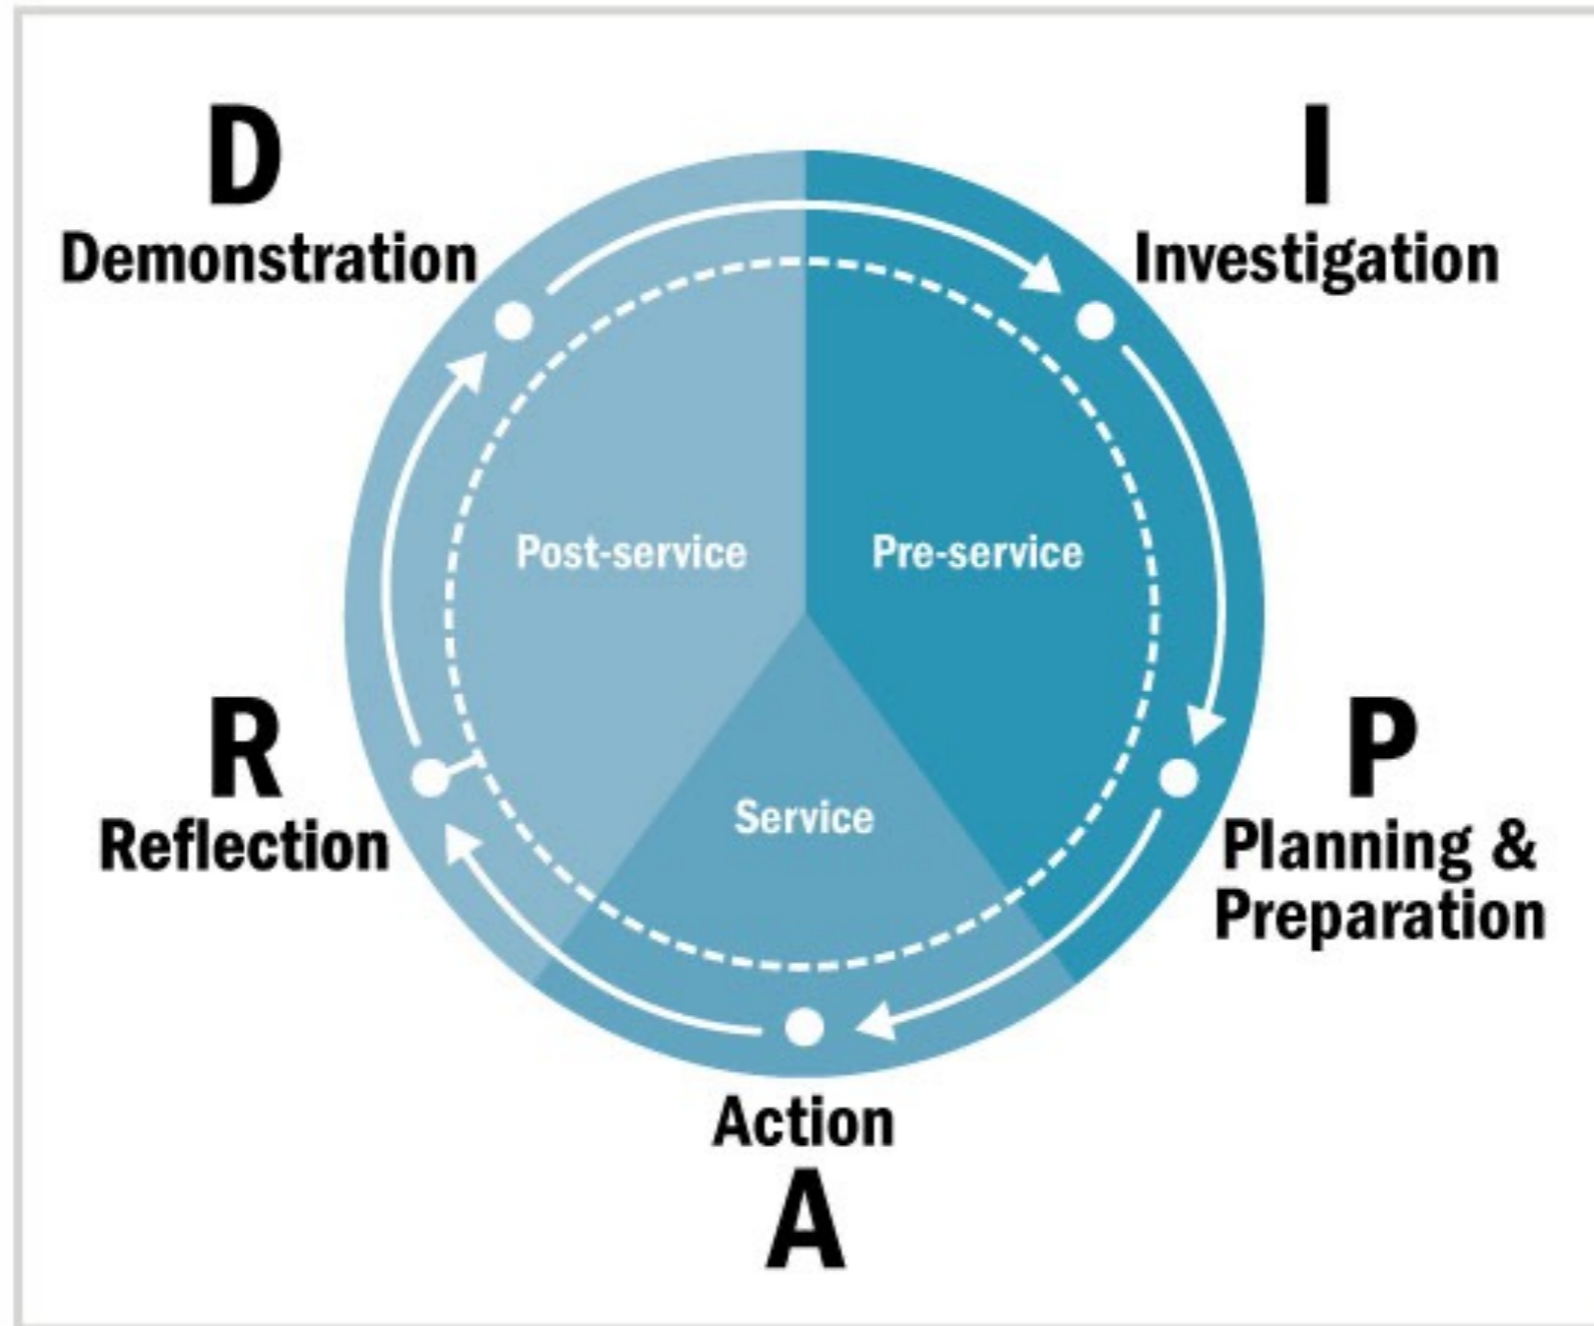 D
Demonstration
I
Investigation
Post-service
Pre-service
R
Reflection
P
Planning &
Preparation
Service
Action
A